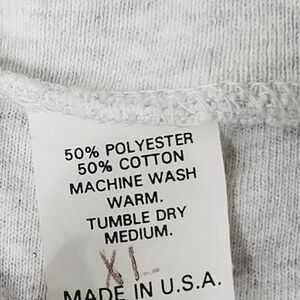 50% POLYESTER
50% COTTON
MACHINE WASH
WARM.
TUMBLE DRY
MEDIUM.
XL
MADE IN U.S.A.